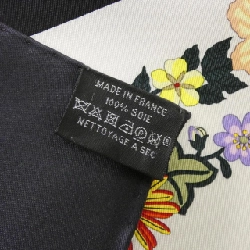 MADE IN FRANCE
100% SOIE
NETTOYAGE A SEC